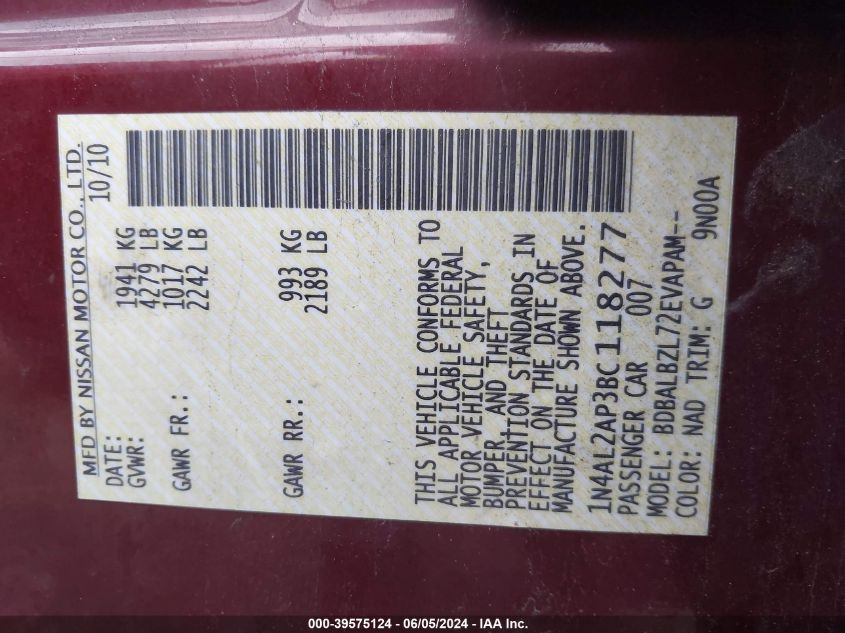 MFD BY NISSAN MOTOR CO., LTD.
DATE: 10/10
GVWR: 1941 KG
4279 LB
GAWR FR.: 1017 KG
2242 LB
GAWR RR.: 993 KG
2189 LB
THIS VEHICLE CONFORMS TO
ALL APPLICABLE FEDERAL
MOTOR VEHICLE SAFETY,
BUMPER, AND THEFT
PREVENTION STANDARDS IN
EFFECT ON THE DATE OF
MANUFACTURE SHOWN ABOVE.
1N4AL2AP3BC118277
PASSENGER CAR 007
MODEL: BDBALBZL72EVAPAM--
COLOR: NAD TRIM: G 9N00A
000-39575124 - 06/05/2024 - IAA Inc.